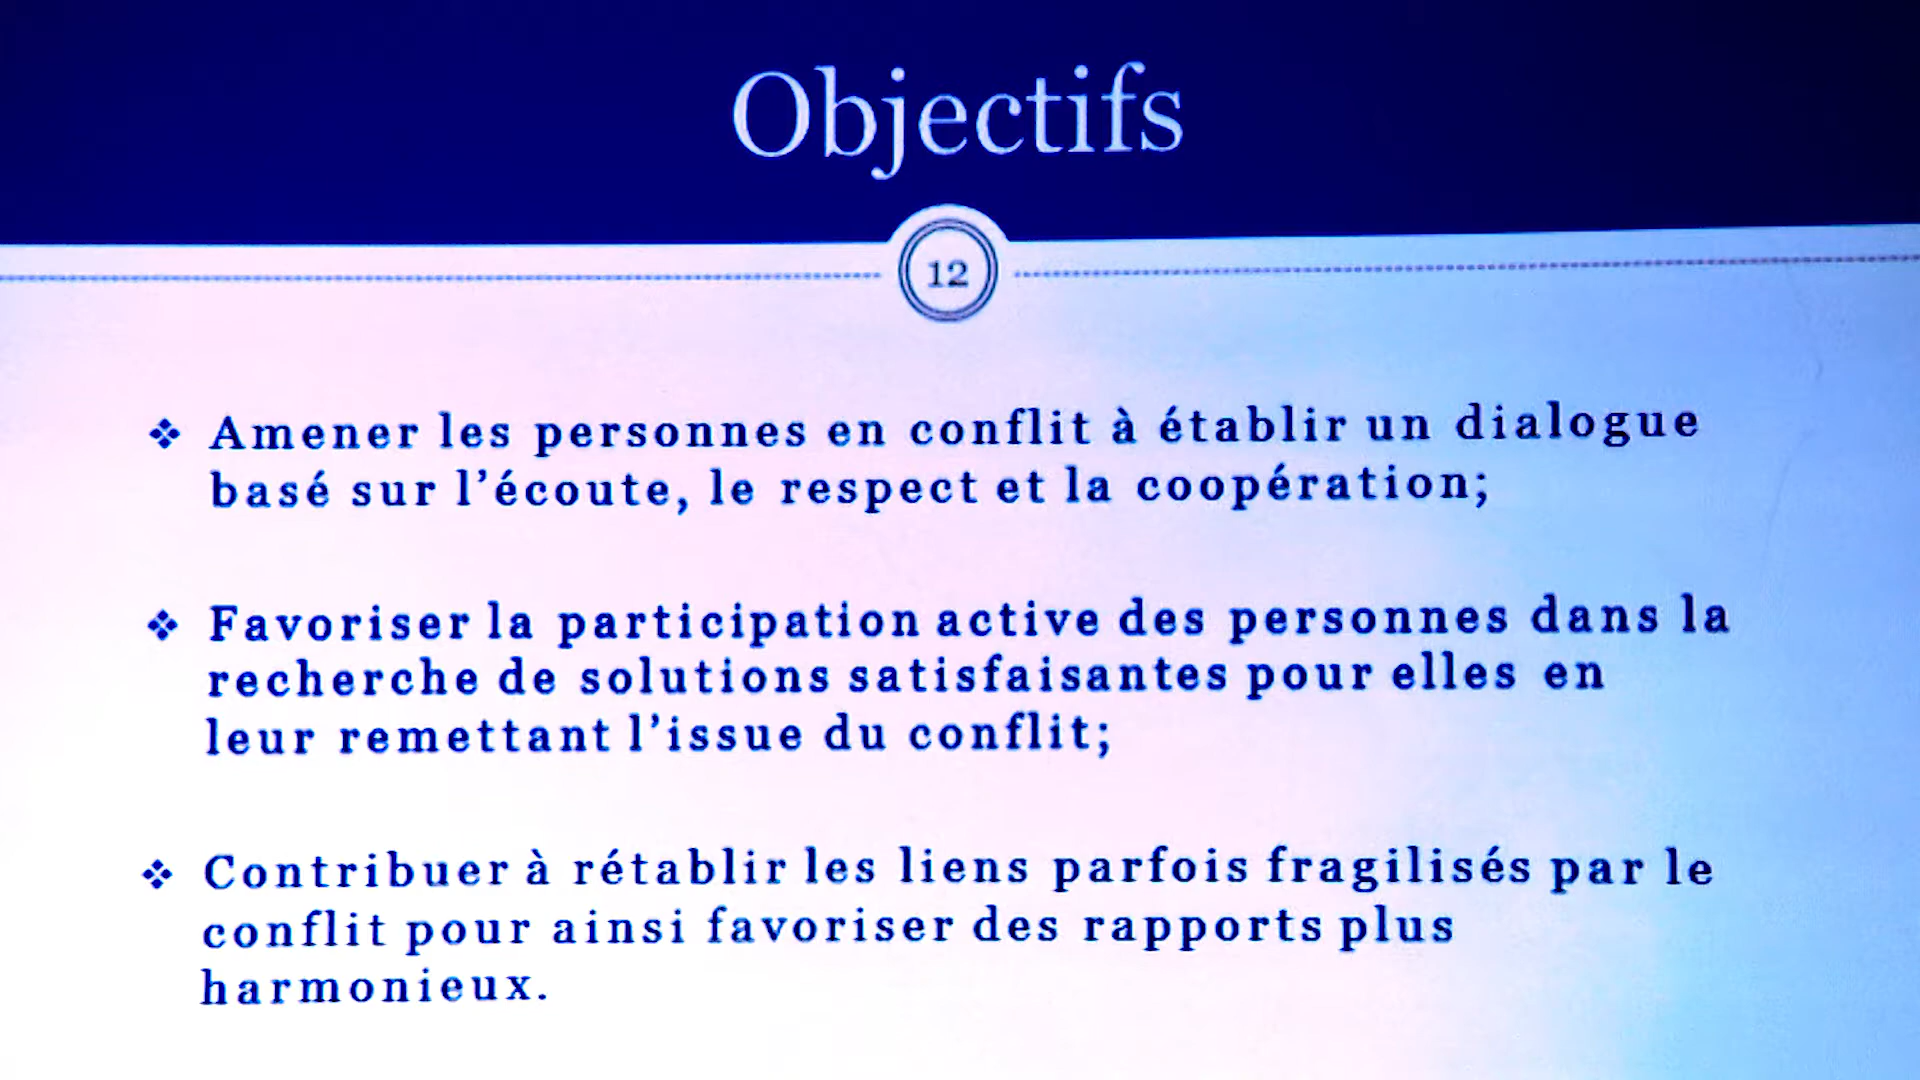 Objectifs
12
❖ Amener les personnes en conflit à établir un dialogue
basé sur l'écoute, le respect et la coopération;
❖ Favoriser la participation active des personnes dans la
recherche de solutions satisfaisantes pour elles en
leur remettant l'issue du conflit;
❖ Contribuer à rétablir les liens parfois fragilisés par le
conflit pour ainsi favoriser des rapports plus
harmonieux.